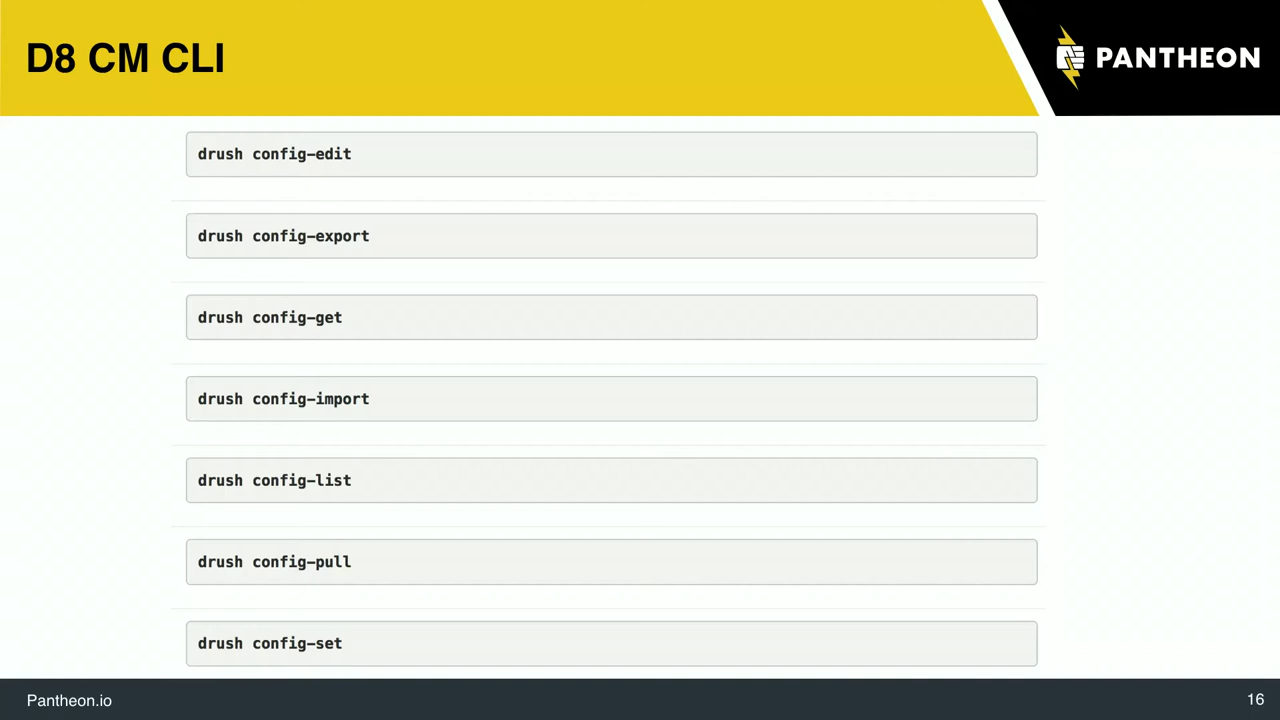 D8 CM CLI
PANTHEON
drush config-edit
drush config-export
drush config-get
drush config-import
drush config-list
drush config-pull
drush config-set
Pantheon.io
16